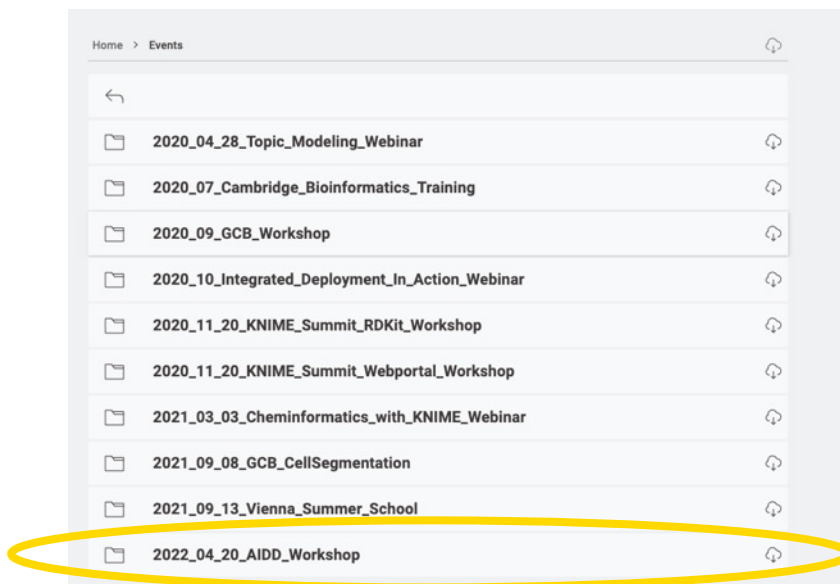 Home > Events
2020_04_28_Topic_Modeling_Webinar
2020_07_Cambridge_Bioinformatics_Training
2020_09_GCB_Workshop
2020_10_Integrated_Deployment_In_Action_Webinar
2020_11_20_KNIME_Summit_RDKit_Workshop
2020_11_20_KNIME_Summit_Webportal_Workshop
2021_03_03_Cheminformatics_with_KNIME_Webinar
2021_09_08_GCB_CellSegmentation
2021_09_13_Vienna_Summer_School
2022_04_20_AIDD_Workshop